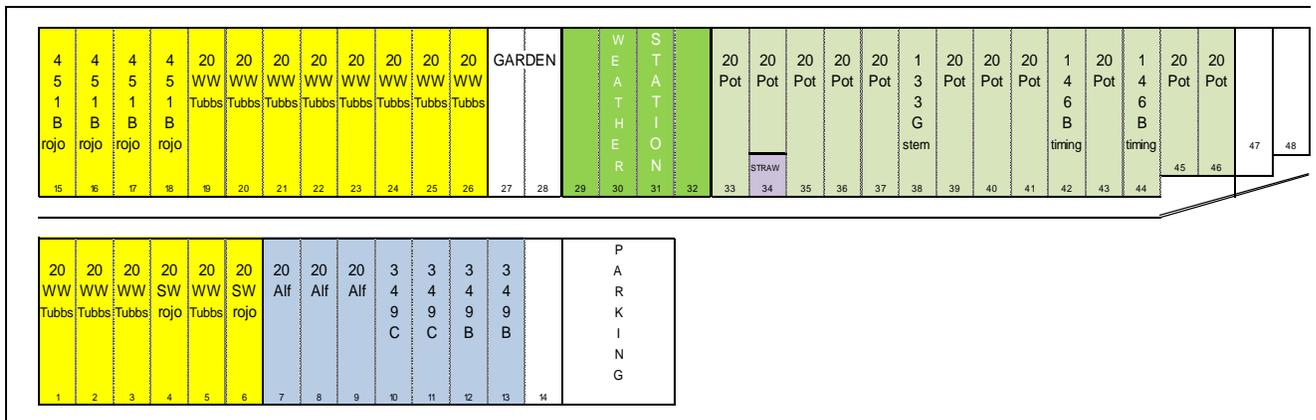 4 4 4 4 20 20 20 20 20 20 20 20 GARDEN W S 20 20 20 20 20 1 20 20 20 1 20 1 20 20
5 5 5 5 WW WW WW WW WW WW WW WW E T Pot Pot Pot Pot Pot 3 Pot Pot Pot 4 Pot 4 Pot Pot
1 1 1 1 Tubbs Tubbs Tubbs Tubbs Tubbs Tubbs Tubbs Tubbs A A 3 6 6
B B B B T T G B B
rojo rojo rojo rojo H I stem timing timing 47 48
E O
R N STRAW 45 46
15 16 17 18 19 20 21 22 23 24 25 26 27 28 29 30 31 32 33 34 35 36 37 38 39 40 41 42 43 44
P
20 20 20 20 20 20 20 20 20 3 3 3 3 A
WW WW WW SW WW SW Alf Alf Alf 4 4 4 4 R
Tubbs Tubbs Tubbs rojo Tubbs rojo 9 9 9 9 K
C C B B I
N
G
1 2 3 4 5 6 7 8 9 10 11 12 13 14